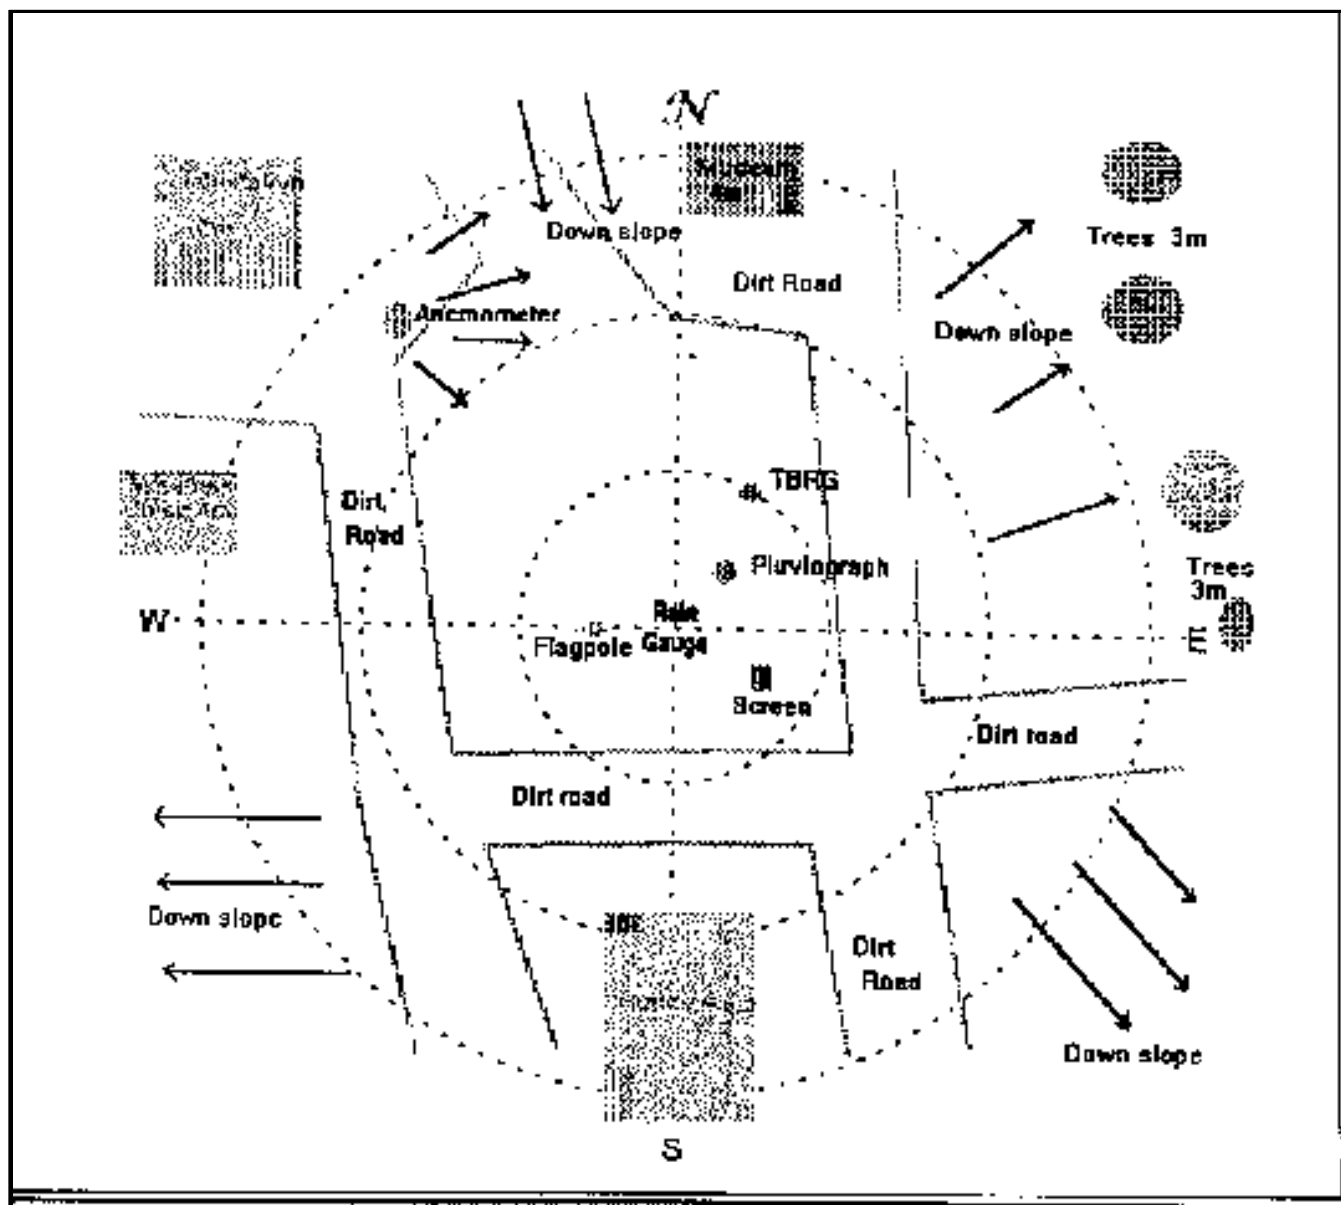 N
Museum
Down slope
Trees 3m
Dirt Road
Anemometer
Down slope
TBRG
Dirt
Road
Pluviograph
Trees
3m
W
Rain
Gauge
E
Flagpole
Screen
Dirt road
Dirt road
Down slope
Dirt
Road
Down slope
S